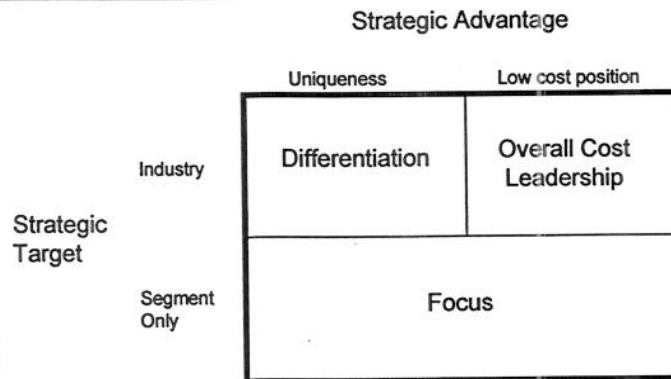 Strategic Advantage
Uniqueness
Low cost position
Industry
Differentiation
Overall Cost
Leadership
Strategic
Target
Segment
Only
Focus